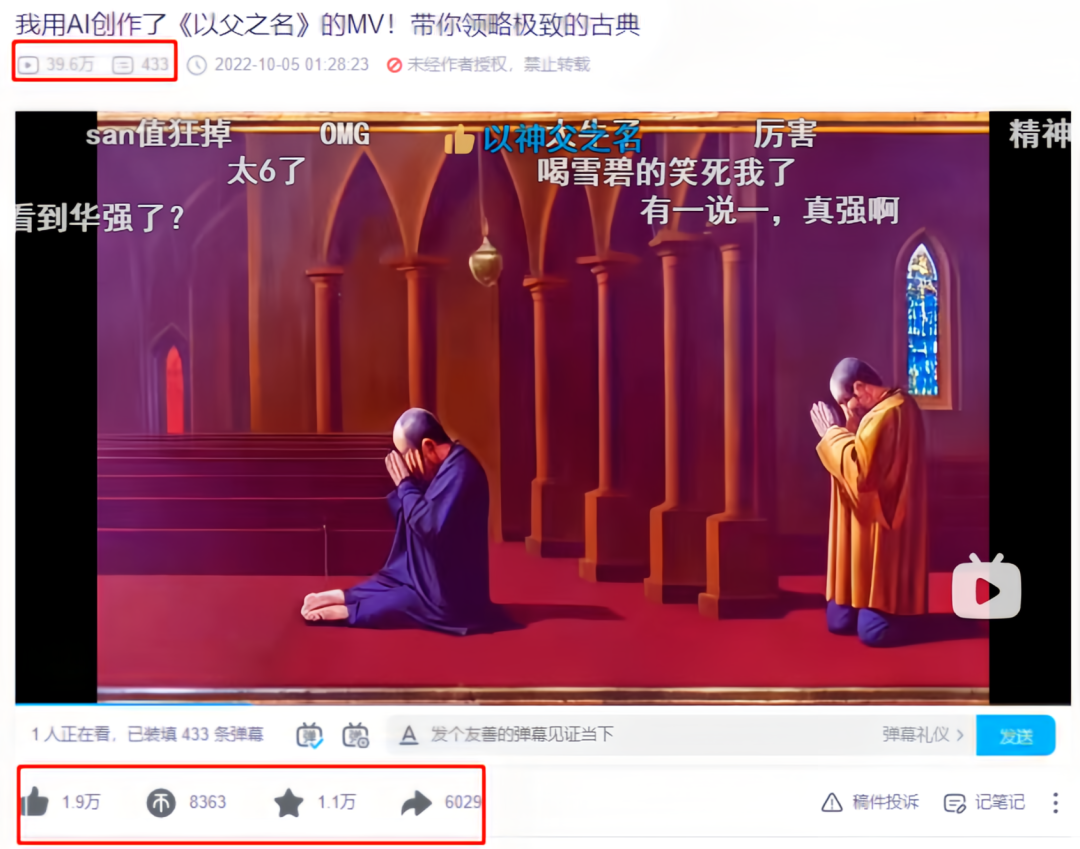 我用AI创作了《以父之名》的MV！带你领略极致的古典
39.6万 433 2022-10-05 01:28:23 未经作者授权，禁止转载
san值狂掉 OMG 以神父之名 厉害 精神
太6了 喝雪碧的笑死我了
看到华强了？ 有一说一，真强啊
1人正在看，已装填 433 条弹幕 弹 弹 A 发个友善的弹幕见证当下 弹幕礼仪 > 发送
1.9万 币 8363 1.1万 6029 稿件投诉 记笔记